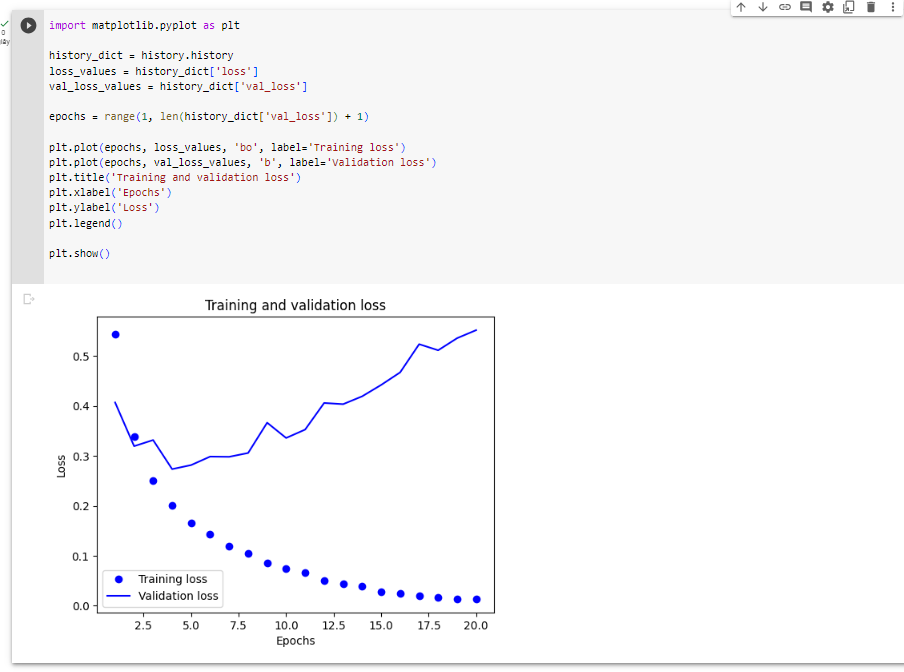 import matplotlib.pyplot as plt
history_dict = history.history
loss_values = history_dict['loss']
val_loss_values = history_dict['val_loss']
epochs = range(1, len(history_dict['val_loss']) + 1)
plt.plot(epochs, loss_values, 'bo', label='Training loss')
plt.plot(epochs, val_loss_values, 'b', label='Validation loss')
plt.title('Training and validation loss')
plt.xlabel('Epochs')
plt.ylabel('Loss')
plt.legend()
plt.show()
0
Training and validation loss
0.5
0.4
0.3
0.2
0.1
0.0
Loss
Training loss
Validation loss
2.5 5.0 7.5 10.0 12.5 15.0 17.5 20.0
Epochs